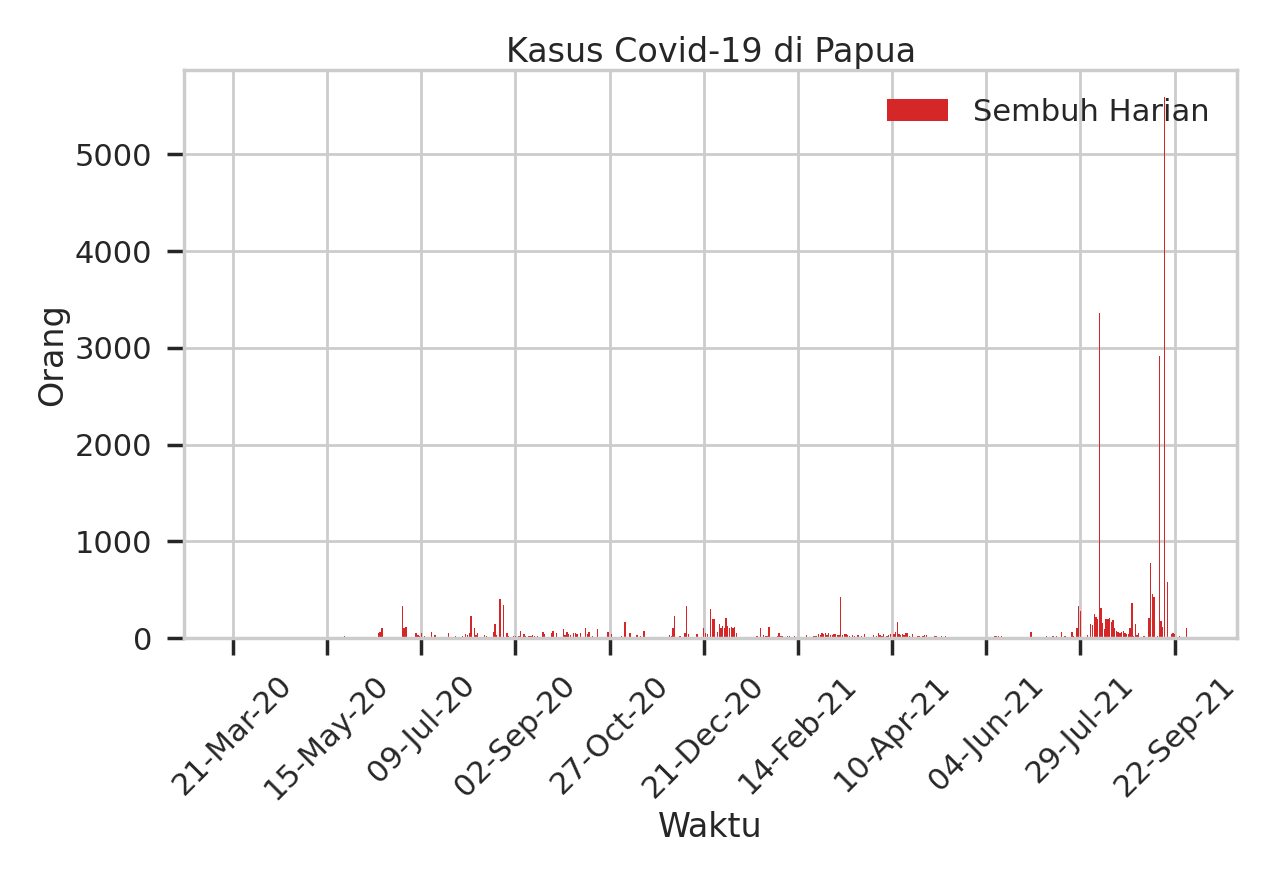 Kasus Covid-19 di Papua
Sembuh Harian
Orang
5000
4000
3000
2000
1000
0
21-Mar-20
15-May-20
09-Jul-20
02-Sep-20
27-Oct-20
21-Dec-20
14-Feb-21
10-Apr-21
04-Jun-21
29-Jul-21
22-Sep-21
Waktu